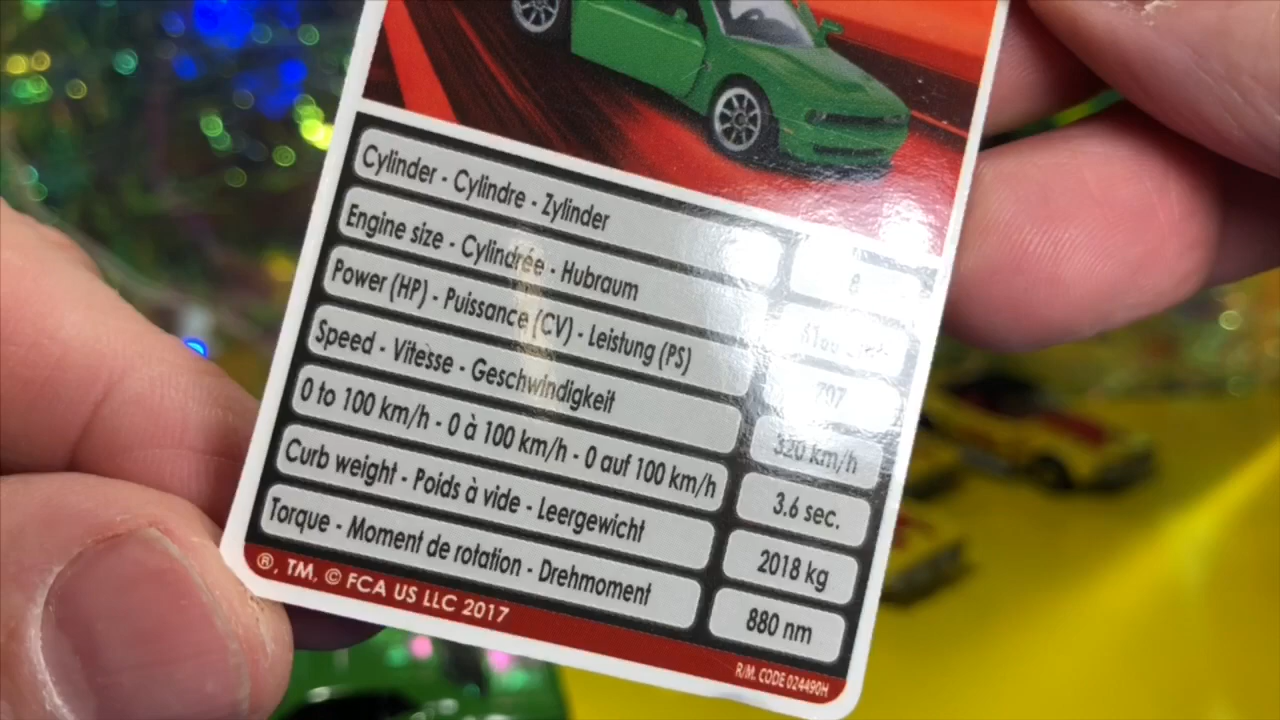 Cylinder - Cylindre - Zylinder 8
Engine size - Cylindrée - Hubraum
Power (HP) - Puissance (CV) - Leistung (PS) 707
Speed - Vitesse - Geschwindigkeit 320 km/h
0 to 100 km/h - 0 à 100 km/h - 0 auf 100 km/h 3.6 sec.
Curb weight - Poids à vide - Leergewicht 2018 kg
Torque - Moment de rotation - Drehmoment 880 nm
®, TM, © FCA US LLC 2017
R/M. CODE 024490H